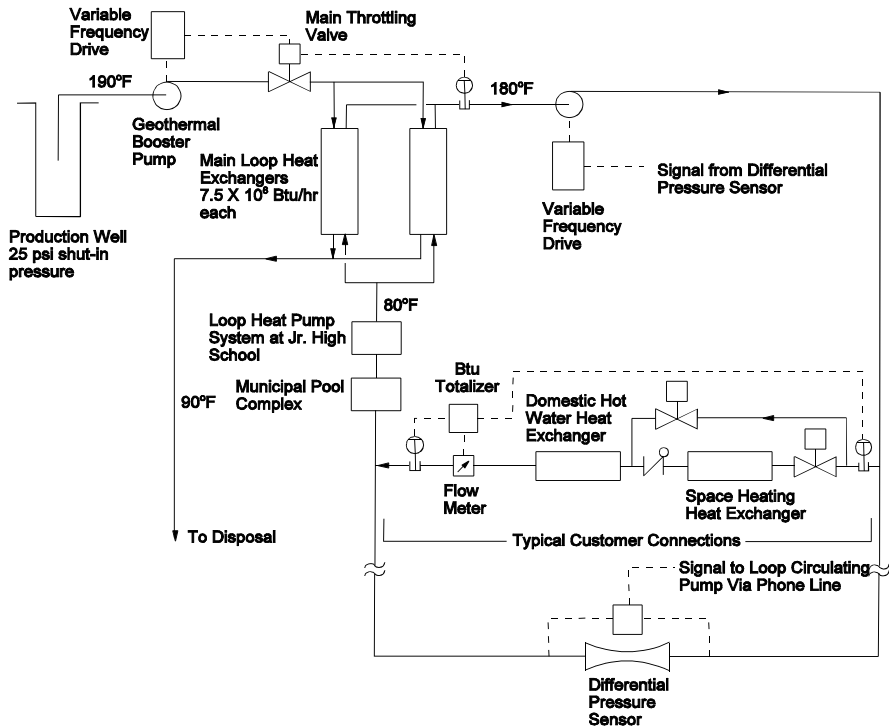 Variable
Frequency
Drive
Main Throttling
Valve
190ºF
180ºF
Geothermal
Booster
Pump
Main Loop Heat
Exchangers
7.5 X 10⁶ Btu/hr
each
Signal from Differential
Pressure Sensor
Variable
Frequency
Drive
Production Well
25 psi shut-in
pressure
80ºF
Loop Heat Pump
System at Jr. High
School
Municipal Pool
Complex
90ºF
Btu
Totalizer
Domestic Hot
Water Heat
Exchanger
Flow
Meter
Space Heating
Heat Exchanger
To Disposal
Typical Customer Connections
Signal to Loop Circulating
Pump Via Phone Line
Differential
Pressure
Sensor